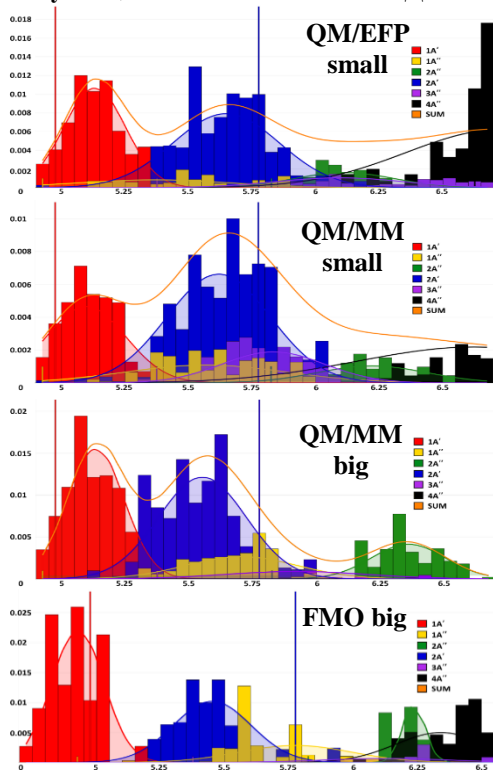 QM/EFP
small
0.018
0.016
0.014
0.012
0.01
0.008
0.006
0.004
0.002
0
1A'
1A''
2A''
2A'
3A''
4A''
SUM
5 5.25 5.5 5.75 6 6.25 6.5
QM/MM
small
0.01
0.008
0.006
0.004
0.002
0
1A'
1A''
2A''
2A'
3A''
4A''
SUM
5 5.25 5.5 5.75 6 6.25 6.5
QM/MM
big
0.02
0.015
0.01
0.005
0
1A'
1A''
2A''
2A'
3A''
4A''
SUM
5 5.25 5.5 5.75 6 6.25 6.5
FMO big
0.025
0.02
0.015
0.01
0.005
0
1A'
1A''
2A''
2A'
3A''
4A''
SUM
5 5.25 5.5 5.75 6 6.25 6.5